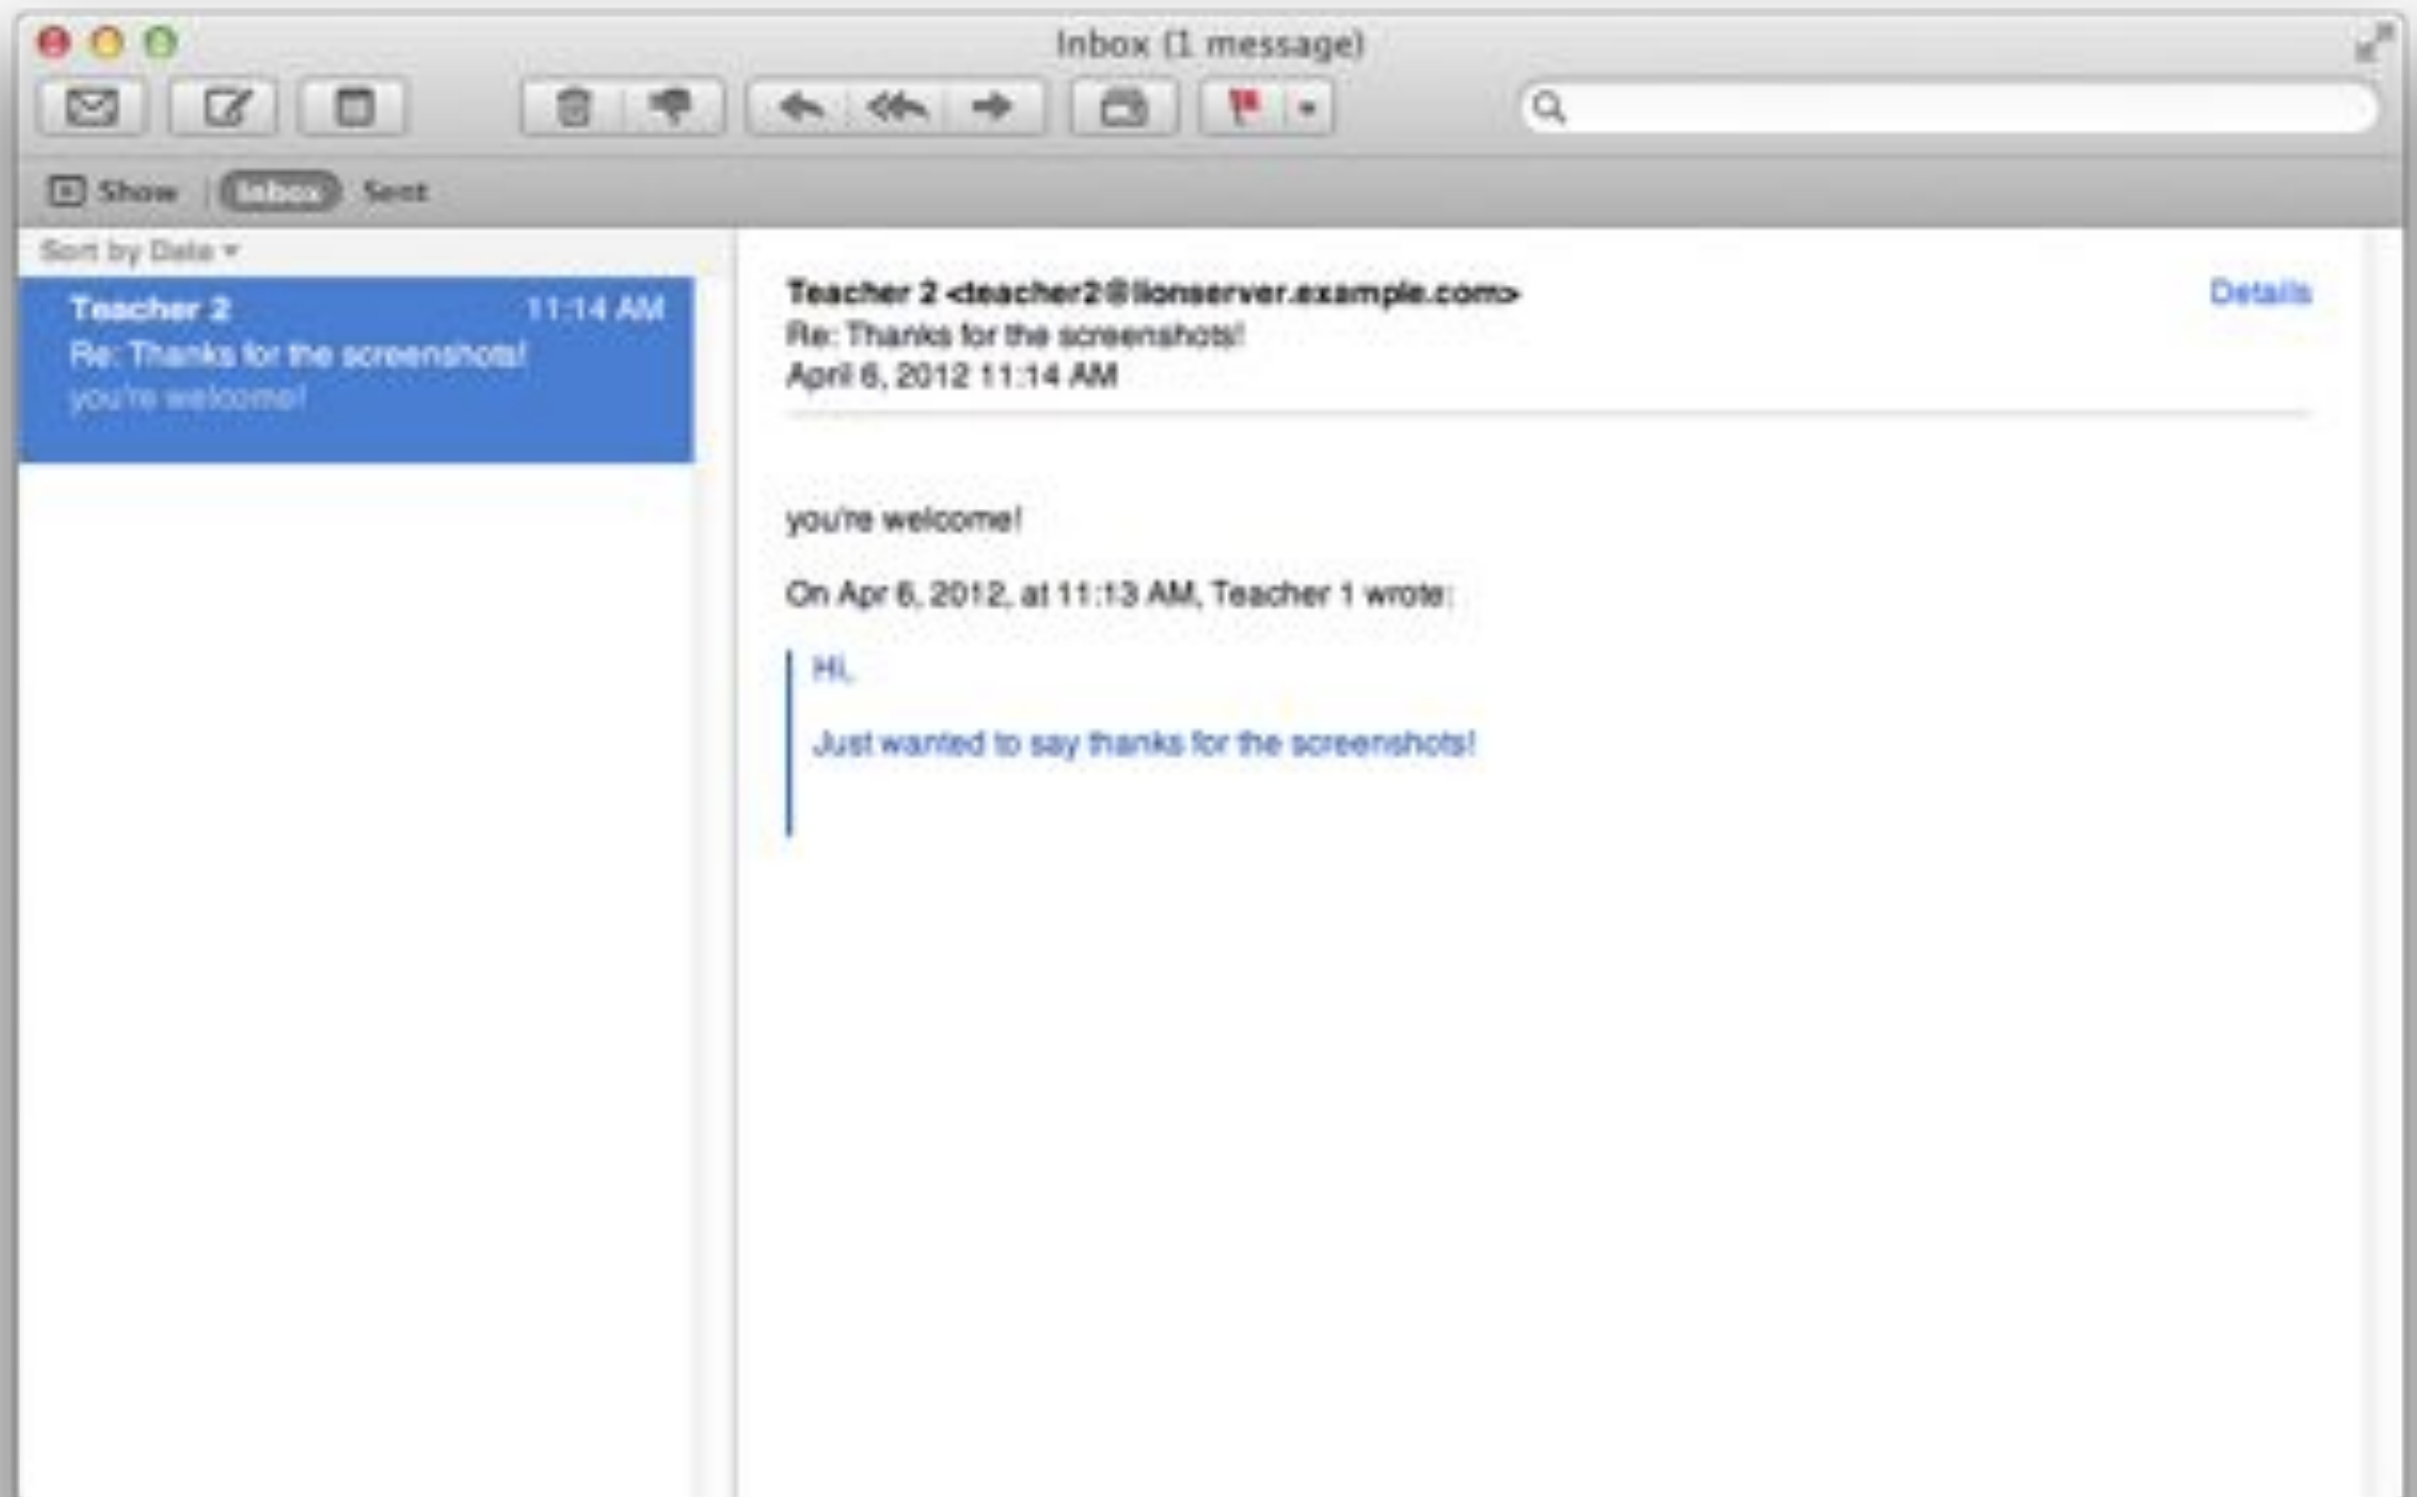 Inbox (1 message)
Show Inbox Sent
Sort by Date
Teacher 2 11:14 AM
Re: Thanks for the screenshots!
you're welcome!
Teacher 2 <teacher2@lionserver.example.com> Details
Re: Thanks for the screenshots!
April 6, 2012 11:14 AM
you're welcome!
On Apr 6, 2012, at 11:13 AM, Teacher 1 wrote:
Hi,
Just wanted to say thanks for the screenshots!